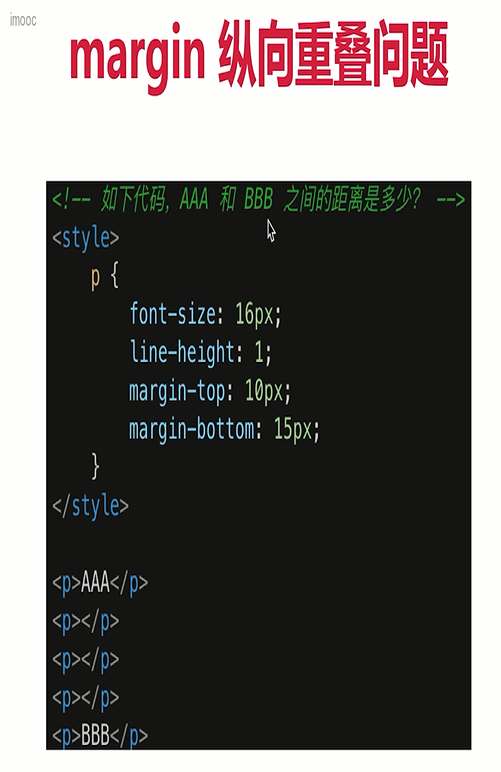 imooc
margin 纵向重叠问题
<!-- 如下代码，AAA 和 BBB 之间的距离是多少？ -->
<style>
    p {
        font-size: 16px;
        line-height: 1;
        margin-top: 10px;
        margin-bottom: 15px;
    }
</style>
<p>AAA</p>
<p></p>
<p></p>
<p></p>
<p>BBB</p>